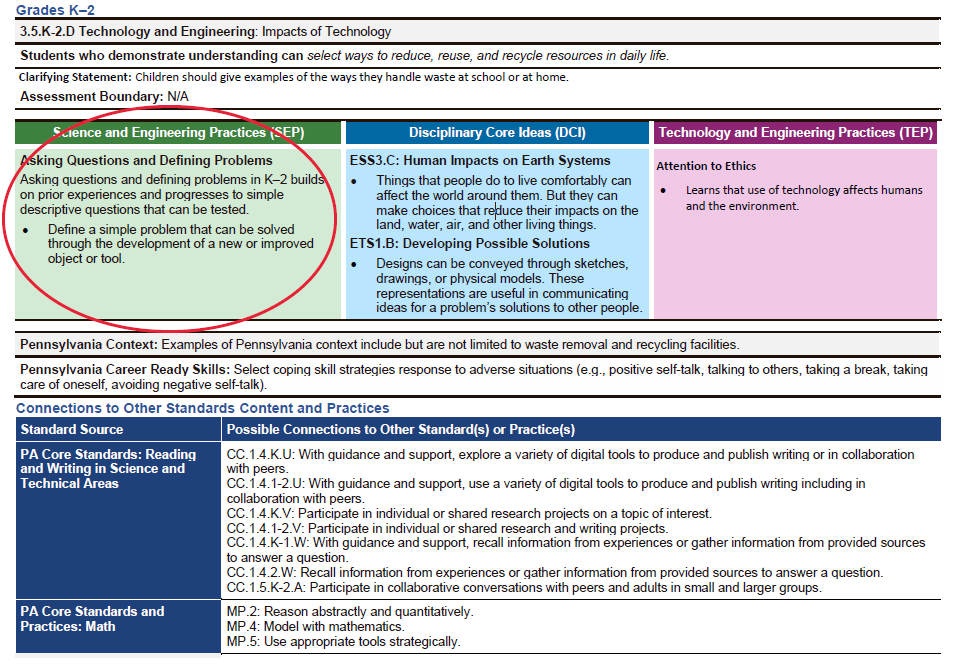 Grades K–2
3.5.K-2.D Technology and Engineering: Impacts of Technology
Students who demonstrate understanding can select ways to reduce, reuse, and recycle resources in daily life.
Clarifying Statement: Children should give examples of the ways they handle waste at school or at home.
Assessment Boundary: N/A
Science and Engineering Practices (SEP)
Asking Questions and Defining Problems
Asking questions and defining problems in K–2 builds
on prior experiences and progresses to simple
descriptive questions that can be tested.
• Define a simple problem that can be solved
through the development of a new or improved
object or tool.
Disciplinary Core Ideas (DCI)
ESS3.C: Human Impacts on Earth Systems
• Things that people do to live comfortably can
affect the world around them. But they can
make choices that reduce their impacts on the
land, water, air, and other living things.
ETS1.B: Developing Possible Solutions
• Designs can be conveyed through sketches,
drawings, or physical models. These
representations are useful in communicating
ideas for a problem's solutions to other people.
Technology and Engineering Practices (TEP)
Attention to Ethics
• Learns that use of technology affects humans
and the environment.
Pennsylvania Context: Examples of Pennsylvania context include but are not limited to waste removal and recycling facilities.
Pennsylvania Career Ready Skills: Select coping skill strategies response to adverse situations (e.g., positive self-talk, talking to others, taking a break, taking
care of oneself, avoiding negative self-talk).
Connections to Other Standards Content and Practices
Standard Source
Possible Connections to Other Standard(s) or Practice(s)
PA Core Standards: Reading
and Writing in Science and
Technical Areas
CC.1.4.K.U: With guidance and support, explore a variety of digital tools to produce and publish writing or in collaboration
with peers.
CC.1.4.1-2.U: With guidance and support, use a variety of digital tools to produce and publish writing including in
collaboration with peers.
CC.1.4.K.V: Participate in individual or shared research projects on a topic of interest.
CC.1.4.1-2.V: Participate in individual or shared research and writing projects.
CC.1.4.K-1.W: With guidance and support, recall information from experiences or gather information from provided sources
to answer a question.
CC.1.4.2.W: Recall information from experiences or gather information from provided sources to answer a question.
CC.1.5.K-2.A: Participate in collaborative conversations with peers and adults in small and larger groups.
PA Core Standards and
Practices: Math
MP.2: Reason abstractly and quantitatively.
MP.4: Model with mathematics.
MP.5: Use appropriate tools strategically.